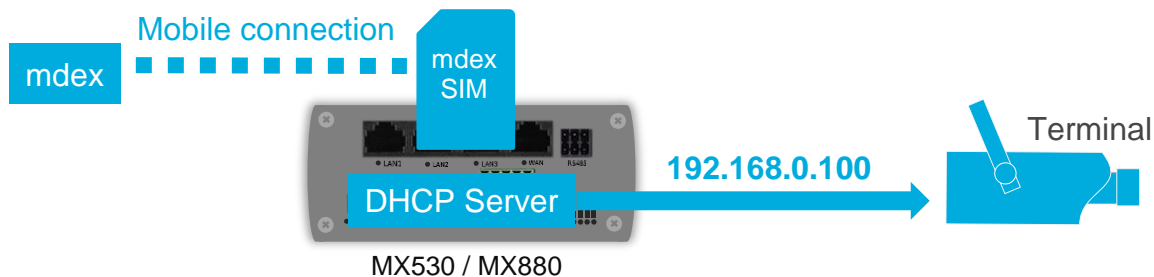 Mobile connection
mdex
mdex
SIM
Terminal
LAN1
LAN2
LAN3
WAN
RS485
192.168.0.100
DHCP Server
MX530 / MX880